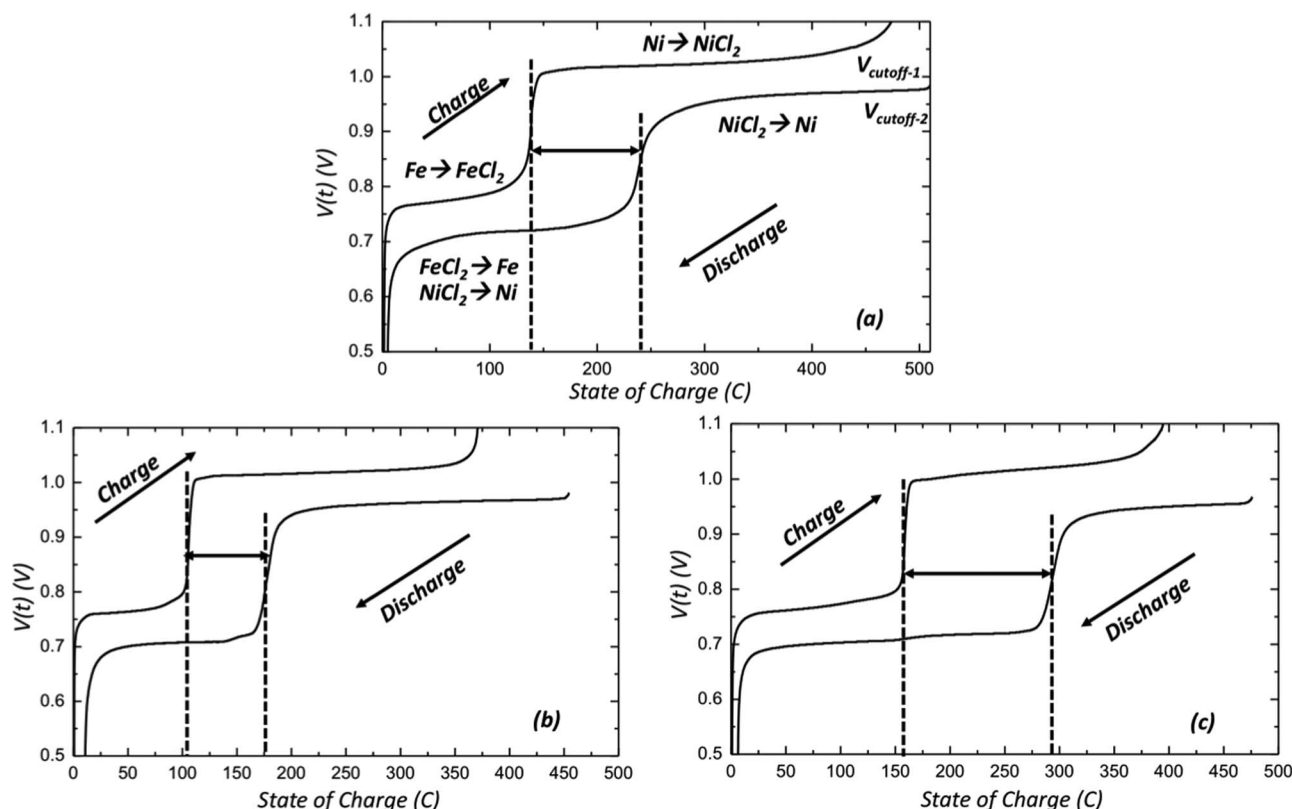 1.1
1.0
0.9
0.8
0.7
0.6
0.5
V(t) (V)
Ni→NiCl2
Vcutoff-1
Vcutoff-2
Charge
NiCl2→Ni
Fe→FeCl2
Discharge
FeCl2→Fe
NiCl2→Ni
(a)
0 100 200 300 400 500
State of Charge (C)
1.1
1.0
0.9
0.8
0.7
0.6
0.5
V(t) (V)
Charge
Discharge
(b)
0 50 100 150 200 250 300 350 400 450 500
State of Charge (C)
1.1
1.0
0.9
0.8
0.7
0.6
0.5
V(t) (V)
Charge
Discharge
(c)
0 50 100 150 200 250 300 350 400 450 500
State of Charge (C)